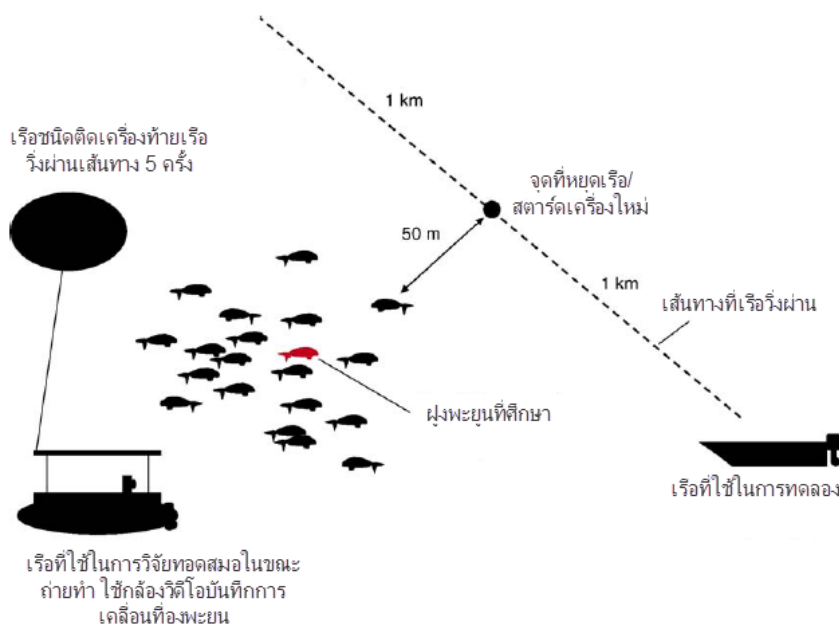 1 km
เรือชนิดติดเครื่องท้ายเรือ
วิ่งผ่านเส้นทาง 5 ครั้ง
จุดที่หยุดเรือ/
สตาร์ดเครื่องใหม่
50 m
1 km
เส้นทางที่เรือวิ่งผ่าน
ฝูงพะยูนที่ศึกษา
เรือที่ใช้ในการทดลอง
เรือที่ใช้ในการวิจัยทอดสมอในขณะ
ถ่ายทำ ใช้กล้องวิดีโอบันทึกการ
เคลื่อนที่องพะยูน